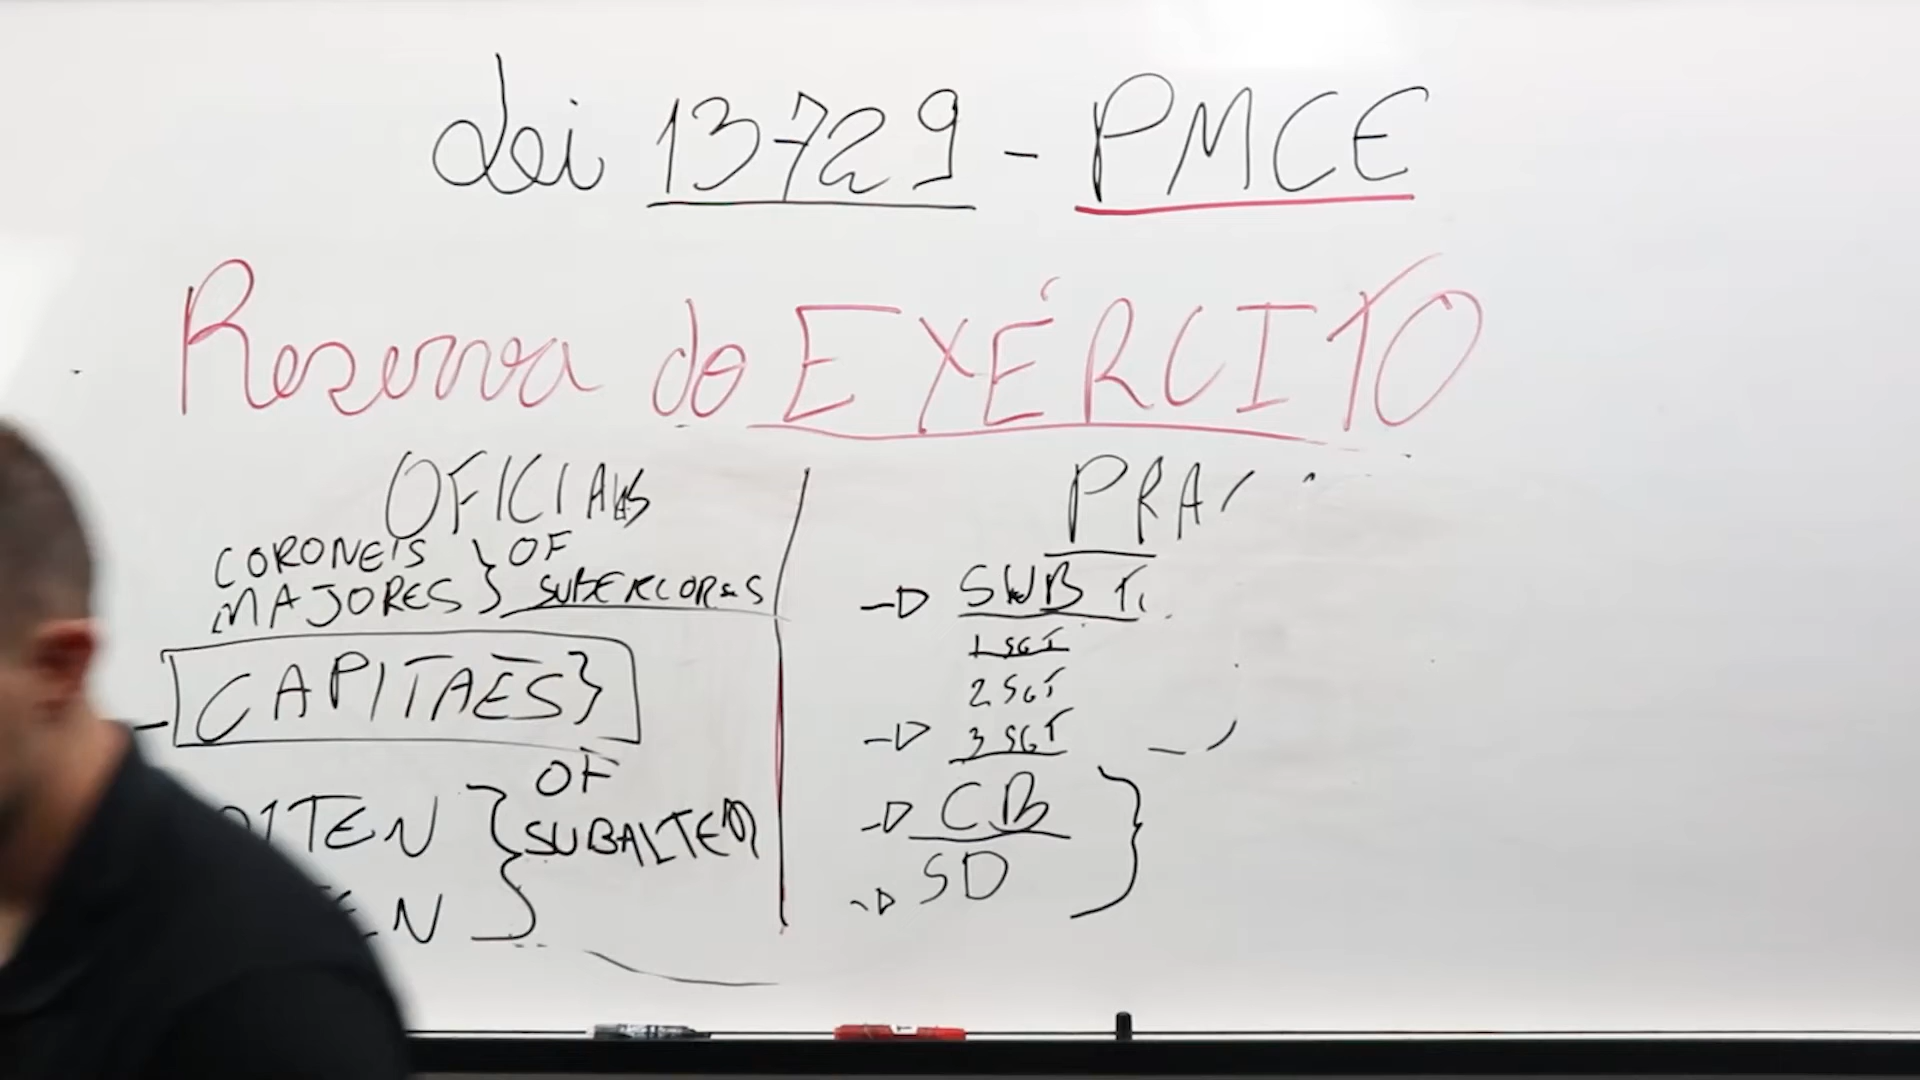 Lei 13729 - PMCE
Reserva do EXÉRCITO
OFICIAIS
CORONEIS } OF
MAJORES } SUPERIORES
CAPITAES}
OF
TEN } SUBALTERN
EN
PRA
SUB T
1 SGT
2 SGT
3 SGT
CB
SD